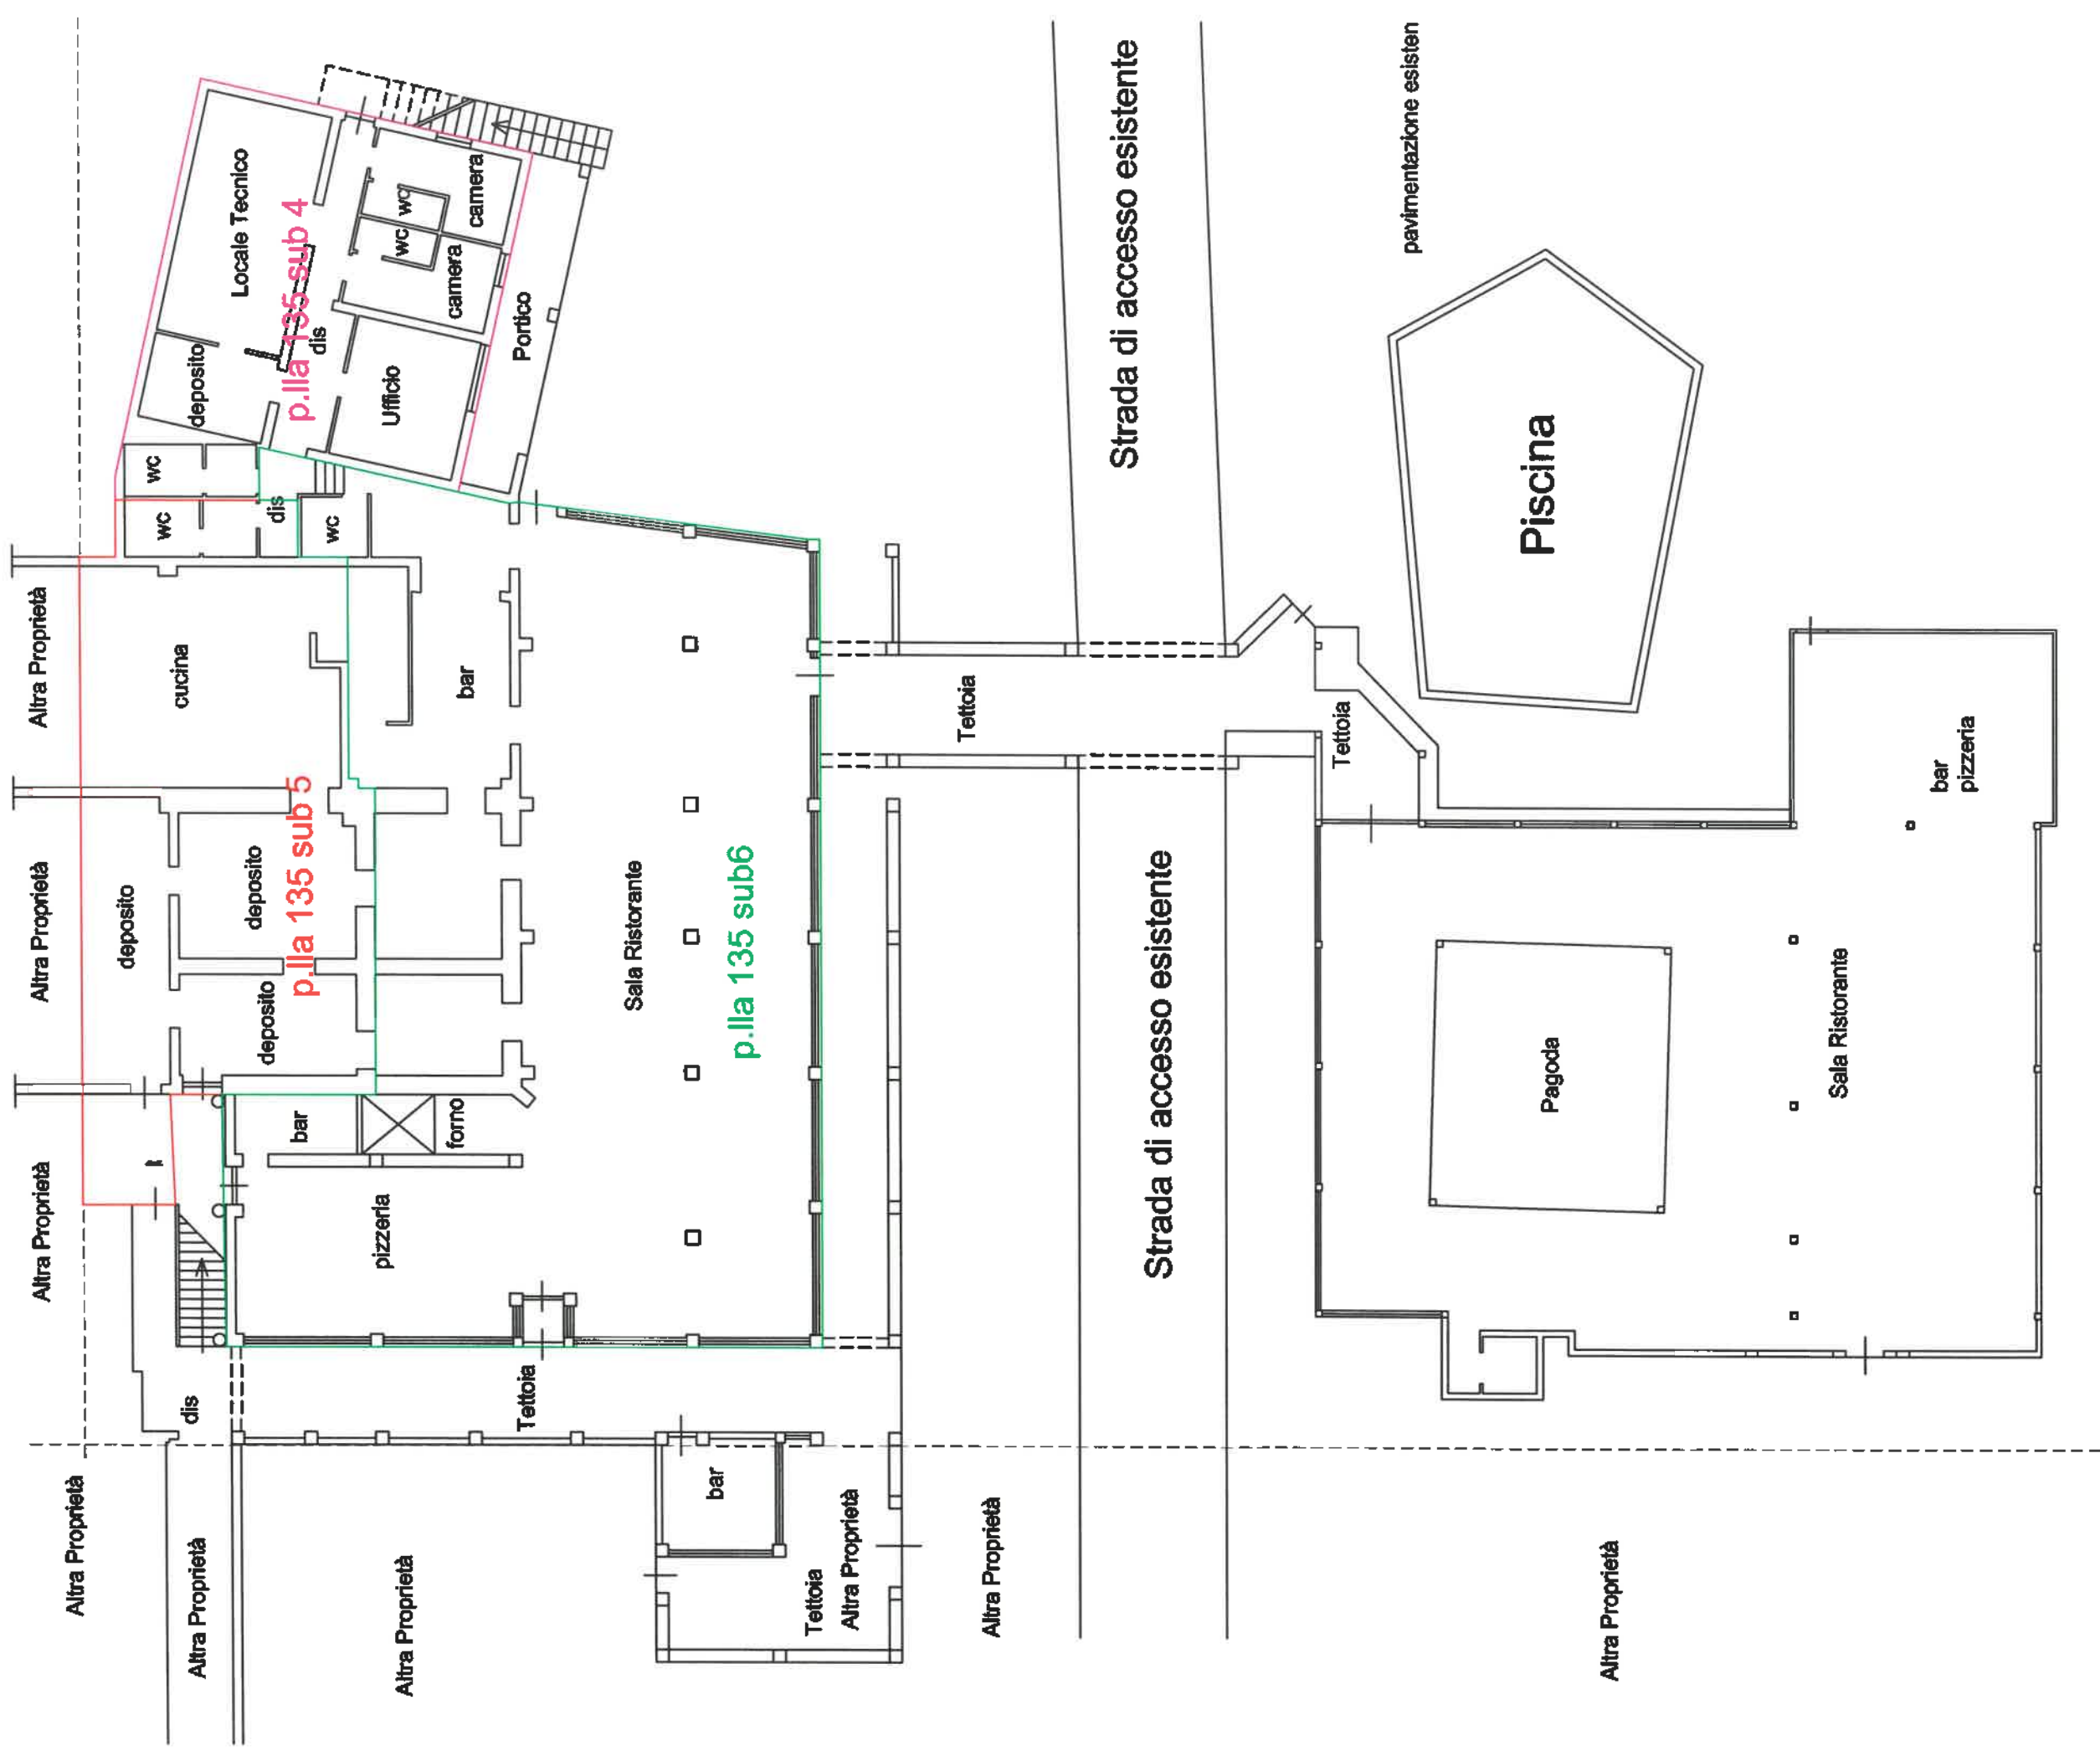 Altra Proprietà
Altra Proprietà
Altra Proprietà
Altra Proprietà
deposito
wc
wc
cucina
Altra Proprietà
dis
deposito
Locale Tecnico
deposito
deposito
dis
bar
p.lla 135 sub 5
p.lla 135 sub 4
dis
wc
pizzeria
Ufficio
wc
wc
Altra Proprietà
forno
camera
bar
camera
Tettoia
Portico
Sala Ristorante
bar
p.lla 135 sub6
Tettoia
Altra Proprietà
Tettoia
Altra Proprietà
Strada di accesso esistente
Strada di accesso esistente
Tettoia
pavimentazione esisten
Piscina
Pagoda
Altra Proprietà
Sala Ristorante
bar
pizzeria